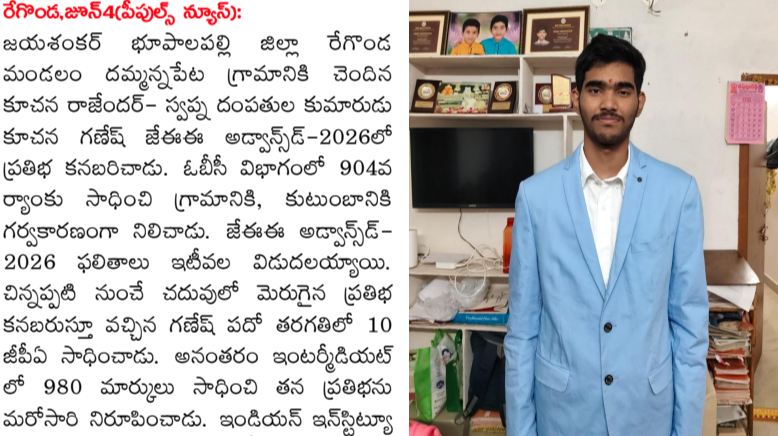 రేగొండ,జూన్4(పీపుల్స్ న్యూస్):
జయశంకర్ భూపాలపల్లి జిల్లా రేగొండ
మండలం దమ్మన్నపేట గ్రామానికి చెందిన
కూచన రాజేందర్- స్వప్న దంపతుల కుమారుడు
కూచన గణేష్ జేఈఈ అడ్వాన్స్‌డ్-2026లో
ప్రతిభ కనబరిచాడు. ఓబీసీ విభాగంలో 904వ
ర్యాంకు సాధించి గ్రామానికి, కుటుంబానికి
గర్వకారణంగా నిలిచాడు. జేఈఈ అడ్వాన్స్‌డ్-
2026 ఫలితాలు ఇటీవల విడుదలయ్యాయి.
చిన్నప్పటి నుంచే చదువులో మెరుగైన ప్రతిభ
కనబరుస్తూ వచ్చిన గణేష్ పదో తరగతిలో 10
జీపీఏ సాధించాడు. అనంతరం ఇంటర్మీడియట్
లో 980 మార్కులు సాధించి తన ప్రతిభను
మరోసారి నిరూపించాడు. ఇండియన్ ఇన్‌స్టిట్యూ